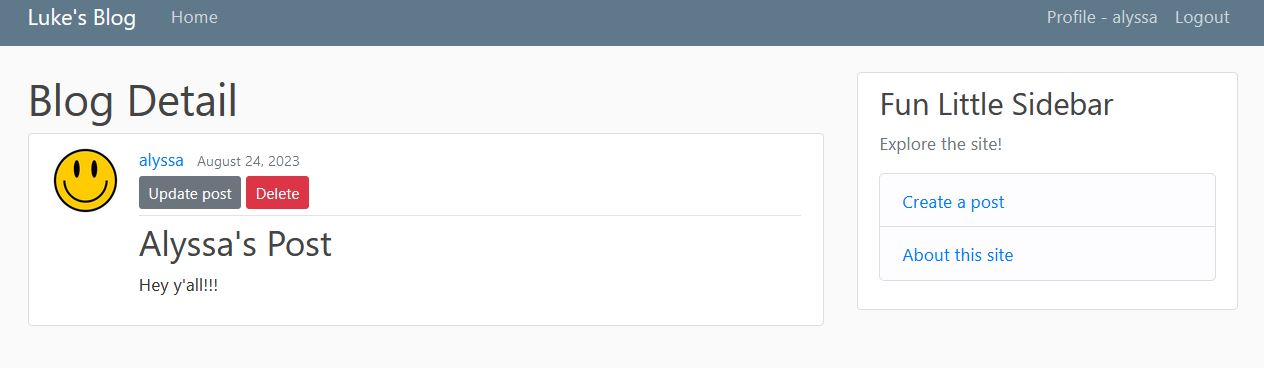 Luke's Blog Home Profile - alyssa Logout
Blog Detail
alyssa August 24, 2023
Update post Delete
Alyssa's Post
Hey y'all!!!
Fun Little Sidebar
Explore the site!
Create a post
About this site